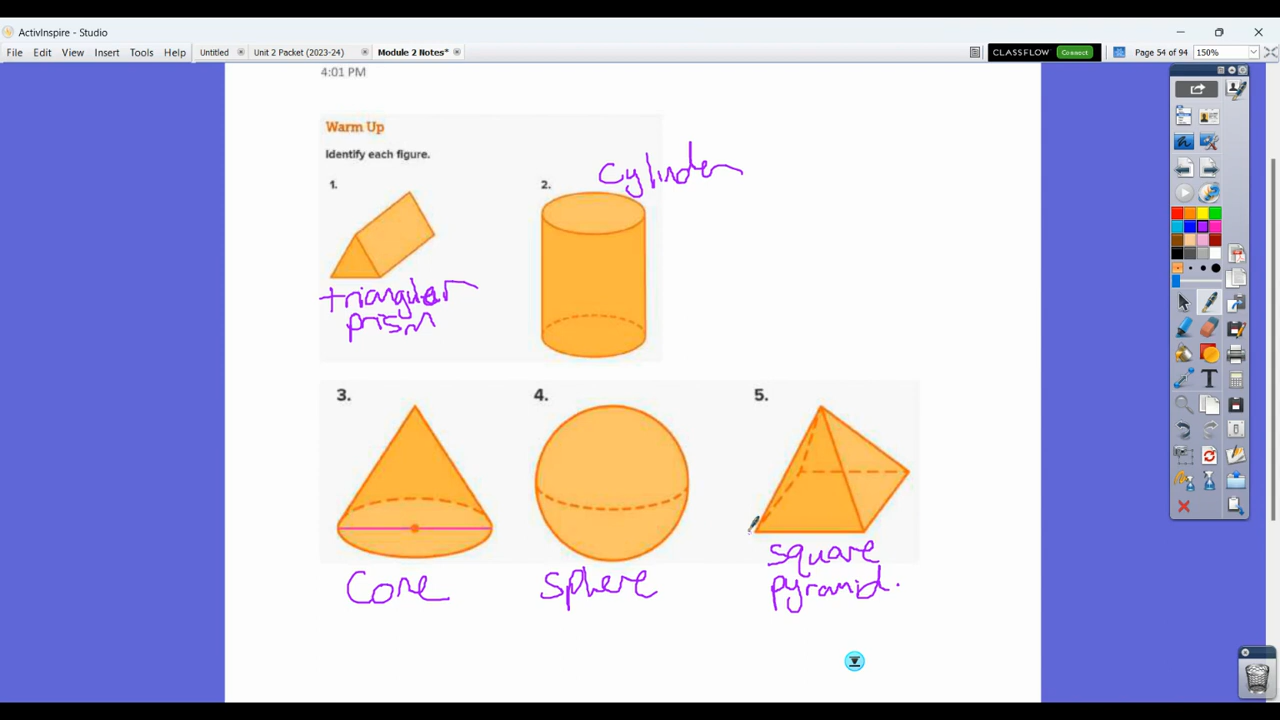 ActivInspire - Studio
File Edit View Insert Tools Help
Untitled
Unit 2 Packet (2023-24)
Module 2 Notes*
CLASSFLOW Connect
Page 54 of 94
150%
4:01 PM
Warm Up
Identify each figure.
1.
2.
cylinder
triangular
prism
3.
4.
5.
Cone
Sphere
square
pyramid.